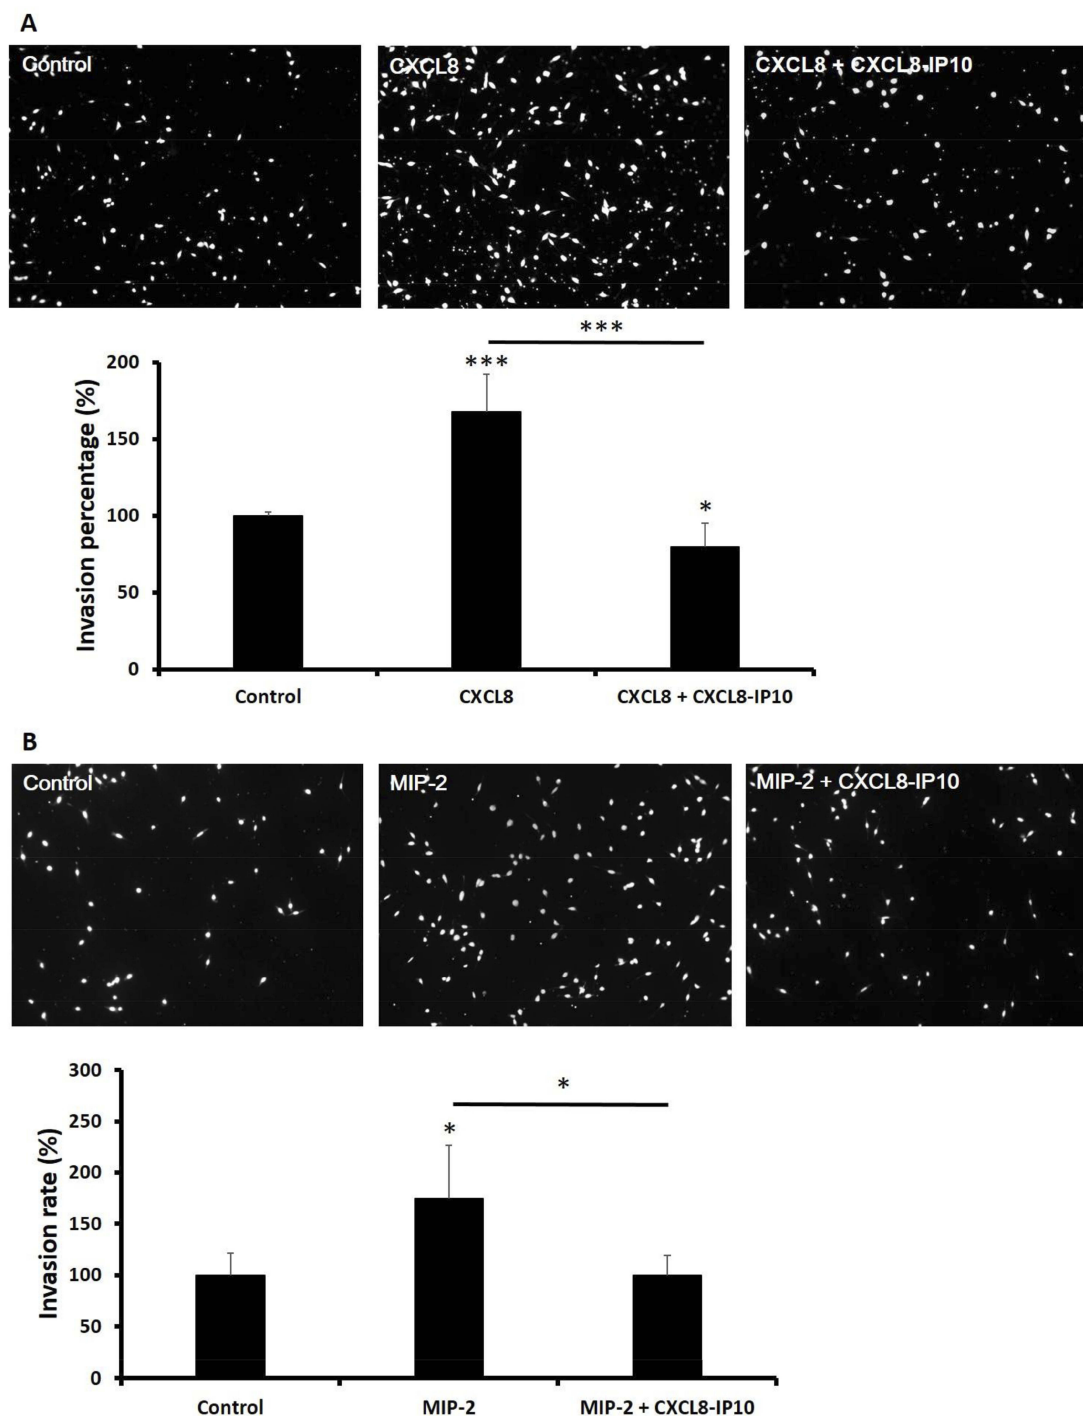 A
Control
CXCL8
CXCL8 + CXCL8-IP10
***
200
***
150
100
*
50
0
Invasion percentage (%)
Control
CXCL8
CXCL8 + CXCL8-IP10
B
Control
MIP-2
MIP-2 + CXCL8-IP10
300
*
250
*
200
150
100
50
0
Invasion rate (%)
Control
MIP-2
MIP-2 + CXCL8-IP10